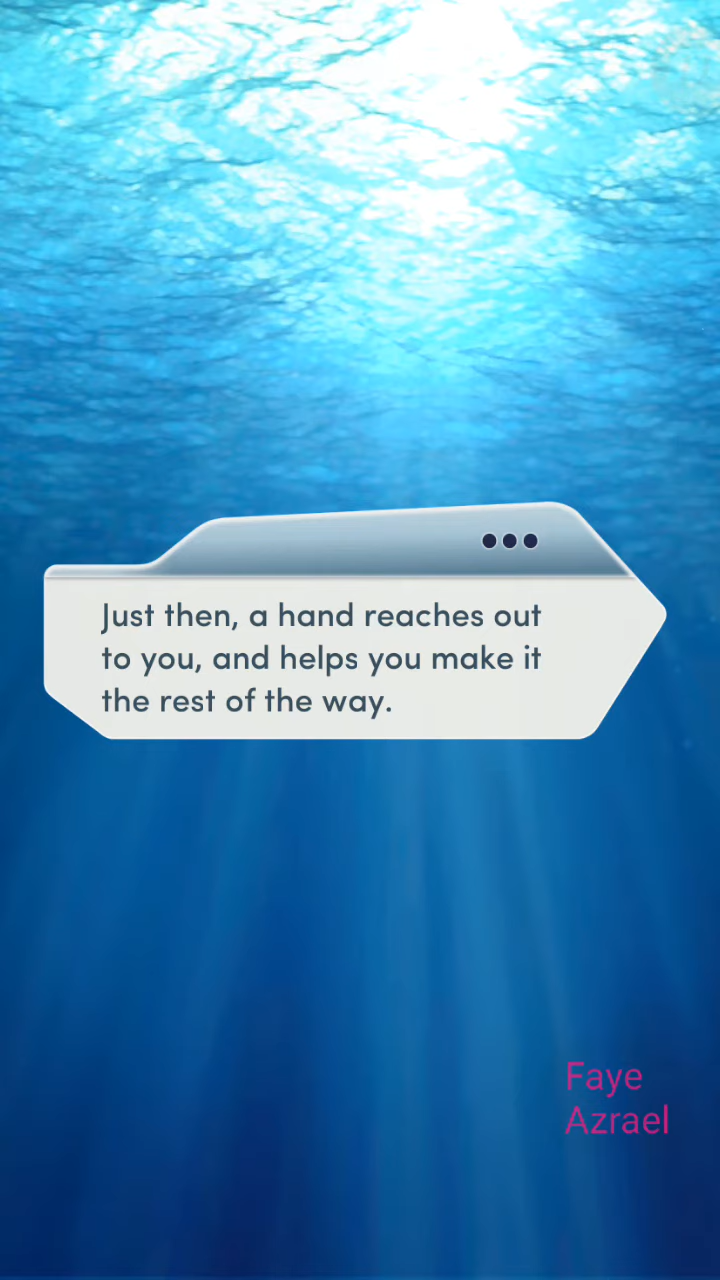 Just then, a hand reaches out
to you, and helps you make it
the rest of the way.
Faye
Azrael